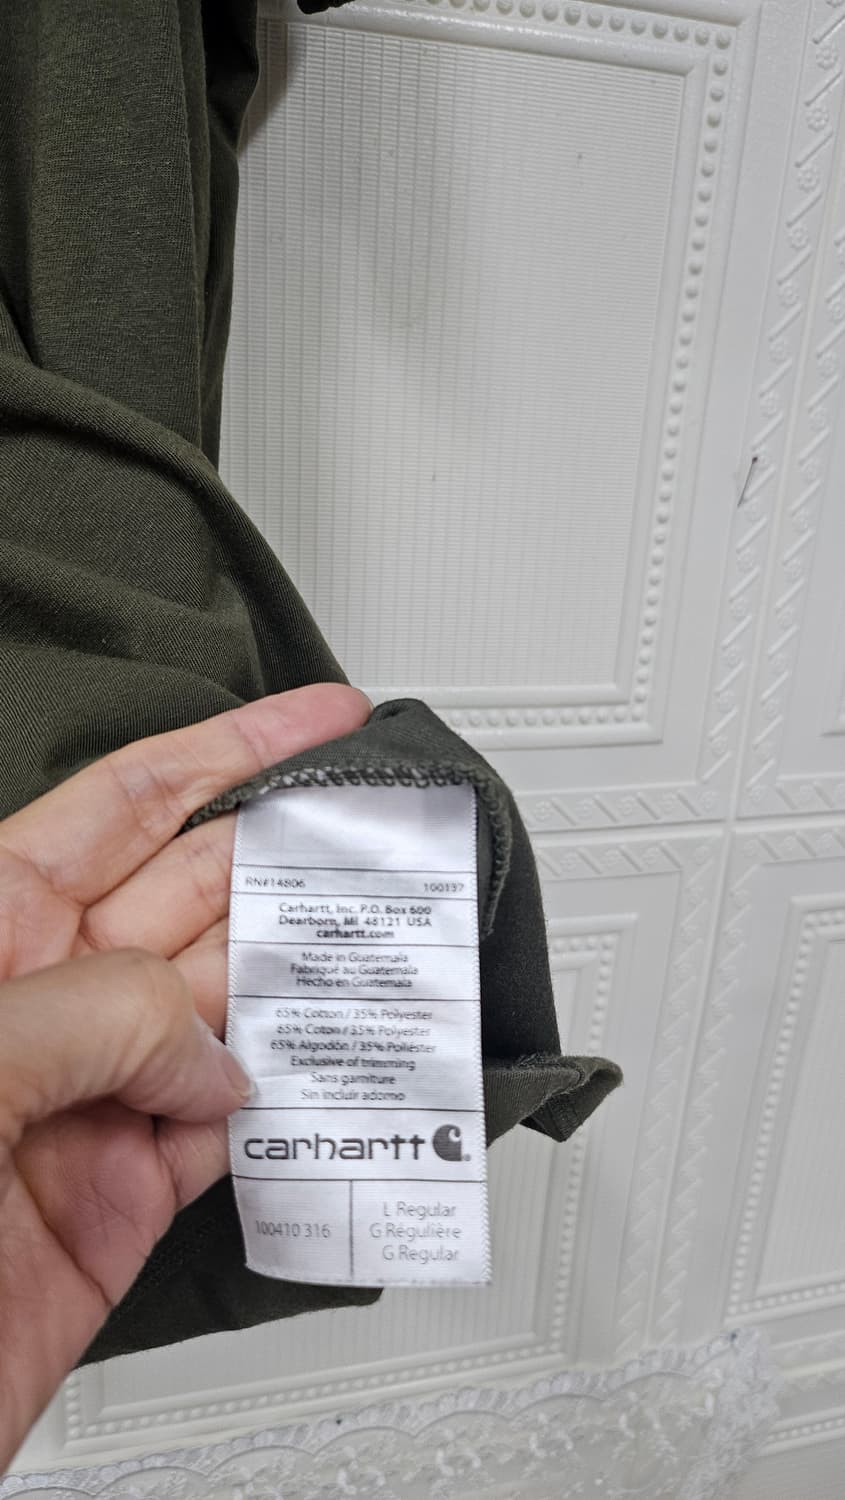 RN#14806 100137
Carhartt, Inc. P.O. Box 600
Dearborn, MI 48121 USA
carhartt.com
Made in Guatemala
Fabriqué au Guatemala
Hecho en Guatemala
65% Cotton / 35% Polyester
65% Coton / 35% Polyester
65% Algodón / 35% Poliéster
Exclusive of trimming
Sans garniture
Sin incluir adorno
carhartt
100410 316
L Regular
G Régulière
G Regular